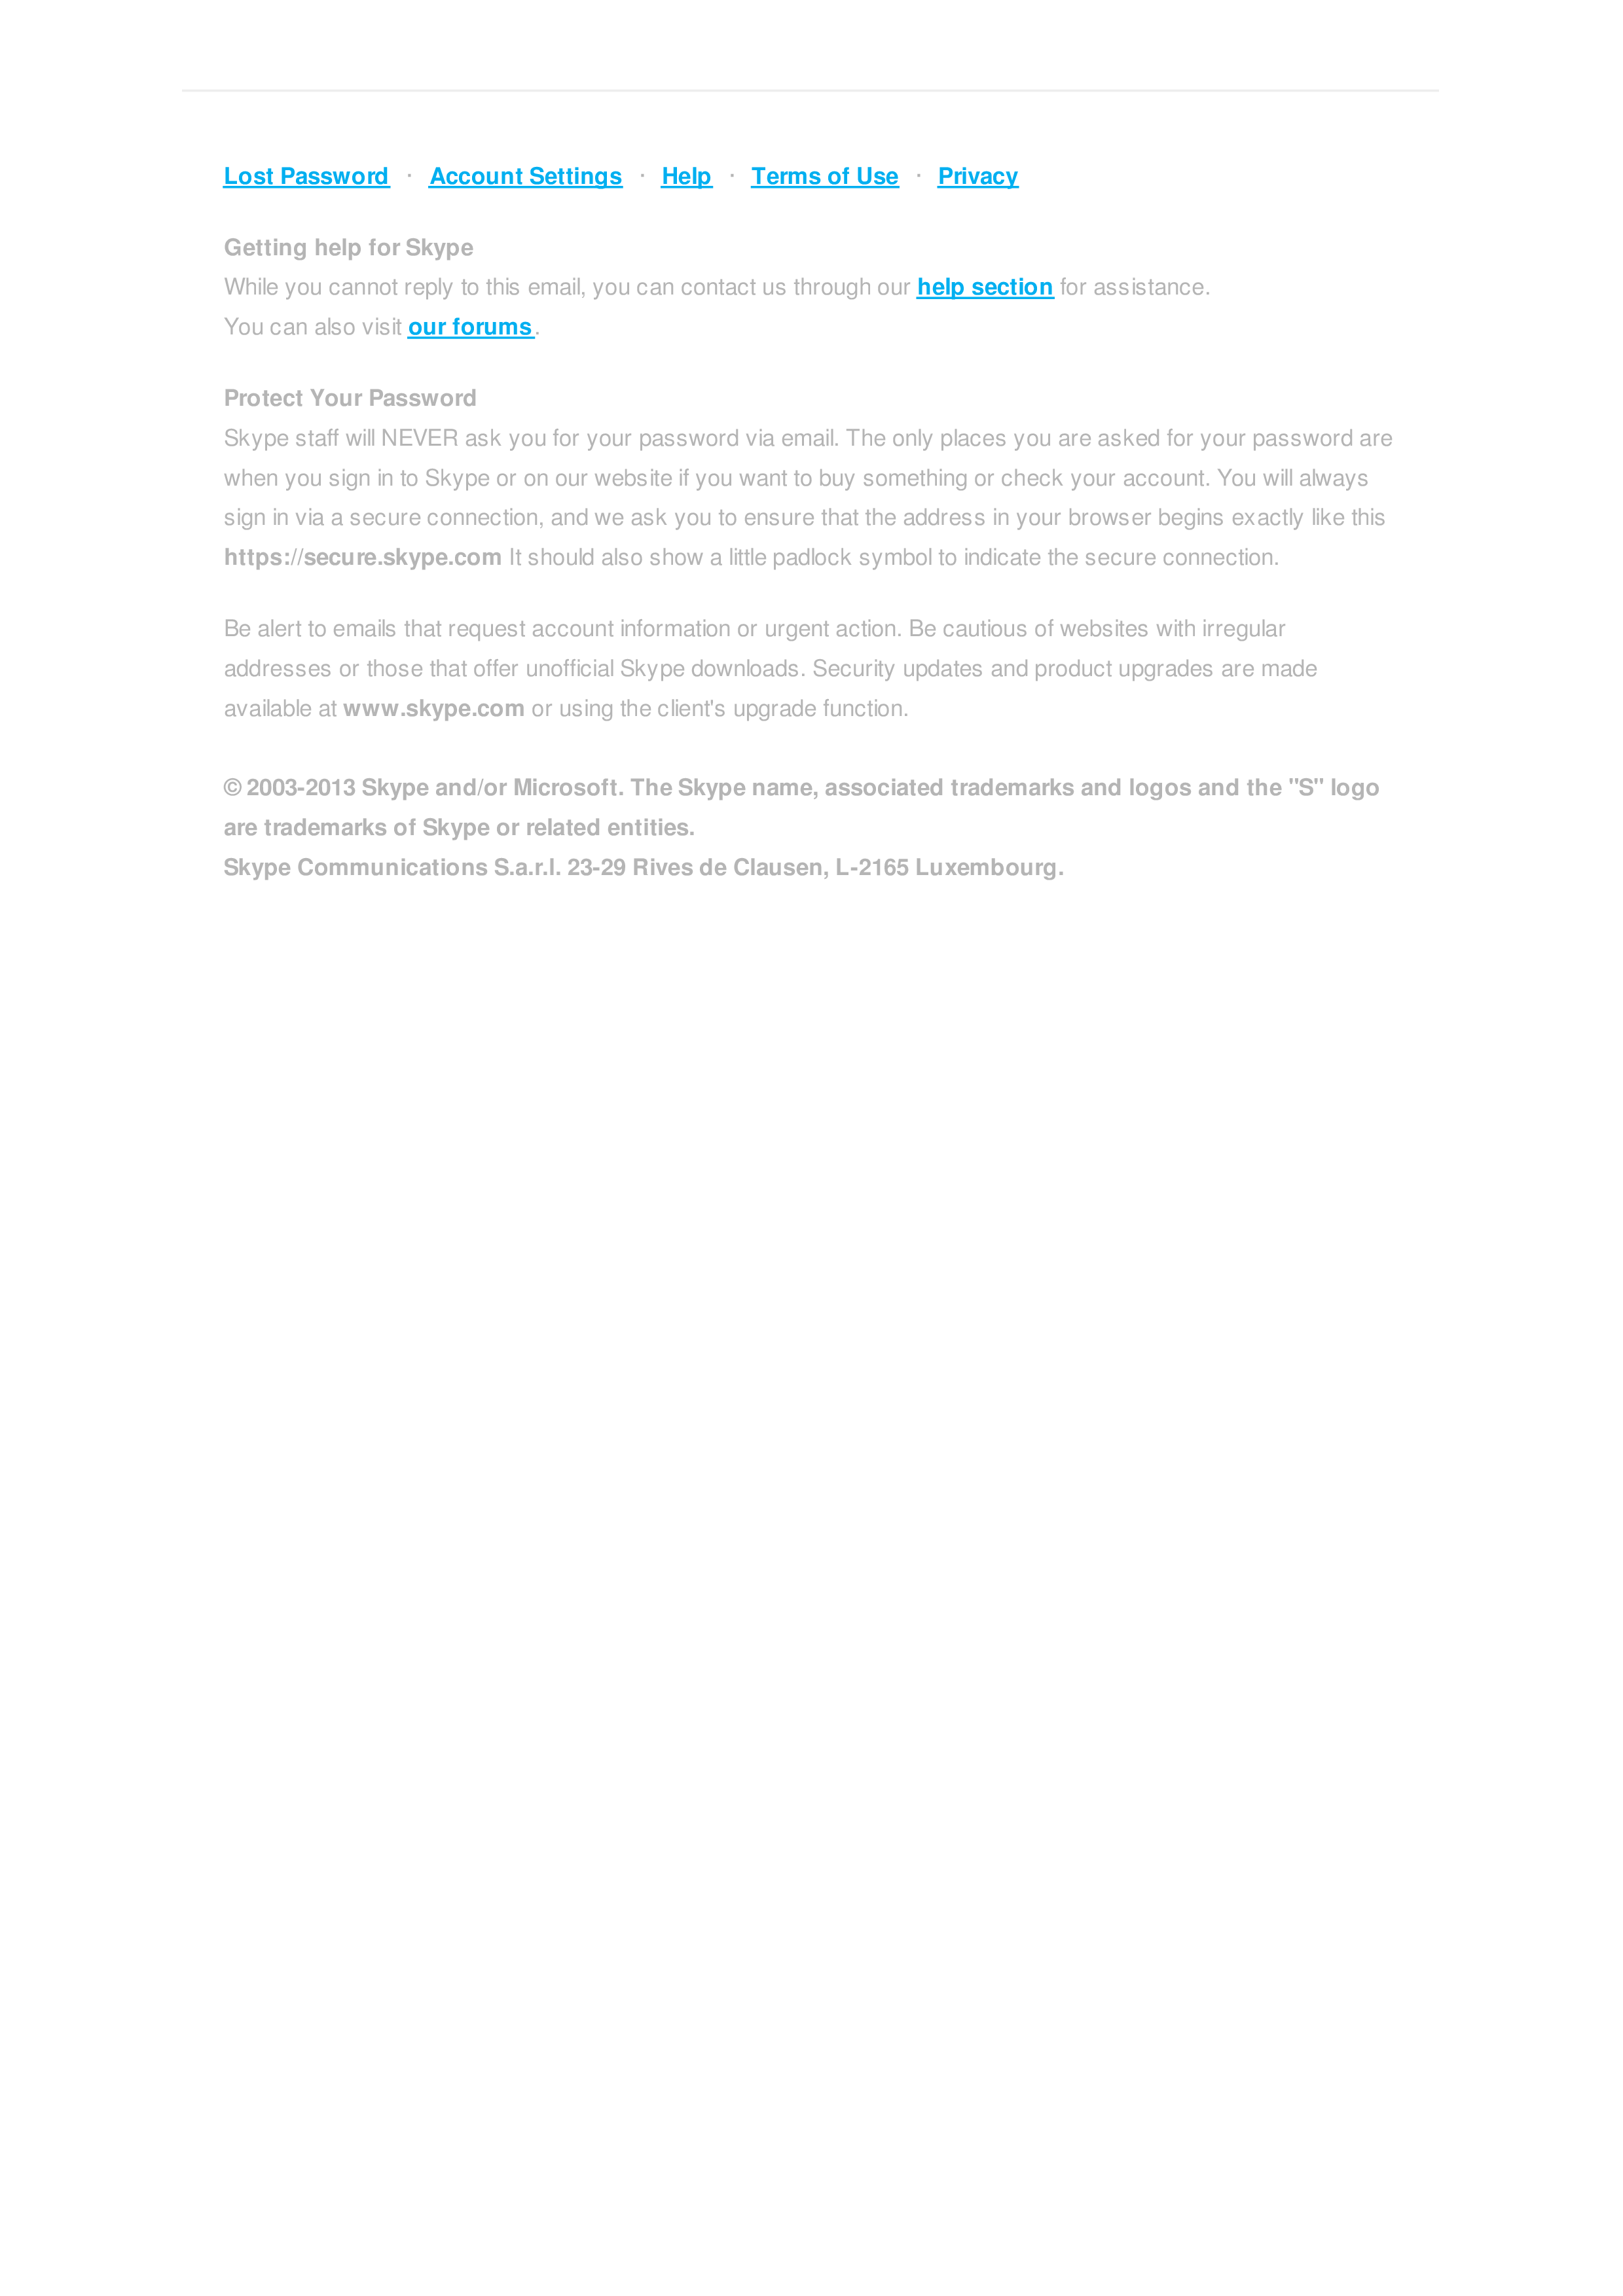 Lost Password · Account Settings · Help · Terms of Use · Privacy
Getting help for Skype
While you cannot reply to this email, you can contact us through our help section for assistance.
You can also visit our forums.
Protect Your Password
Skype staff will NEVER ask you for your password via email. The only places you are asked for your password are
when you sign in to Skype or on our website if you want to buy something or check your account. You will always
sign in via a secure connection, and we ask you to ensure that the address in your browser begins exactly like this
https://secure.skype.com It should also show a little padlock symbol to indicate the secure connection.
Be alert to emails that request account information or urgent action. Be cautious of websites with irregular
addresses or those that offer unofficial Skype downloads. Security updates and product upgrades are made
available at www.skype.com or using the client's upgrade function.
© 2003-2013 Skype and/or Microsoft. The Skype name, associated trademarks and logos and the "S" logo
are trademarks of Skype or related entities.
Skype Communications S.a.r.l. 23-29 Rives de Clausen, L-2165 Luxembourg.